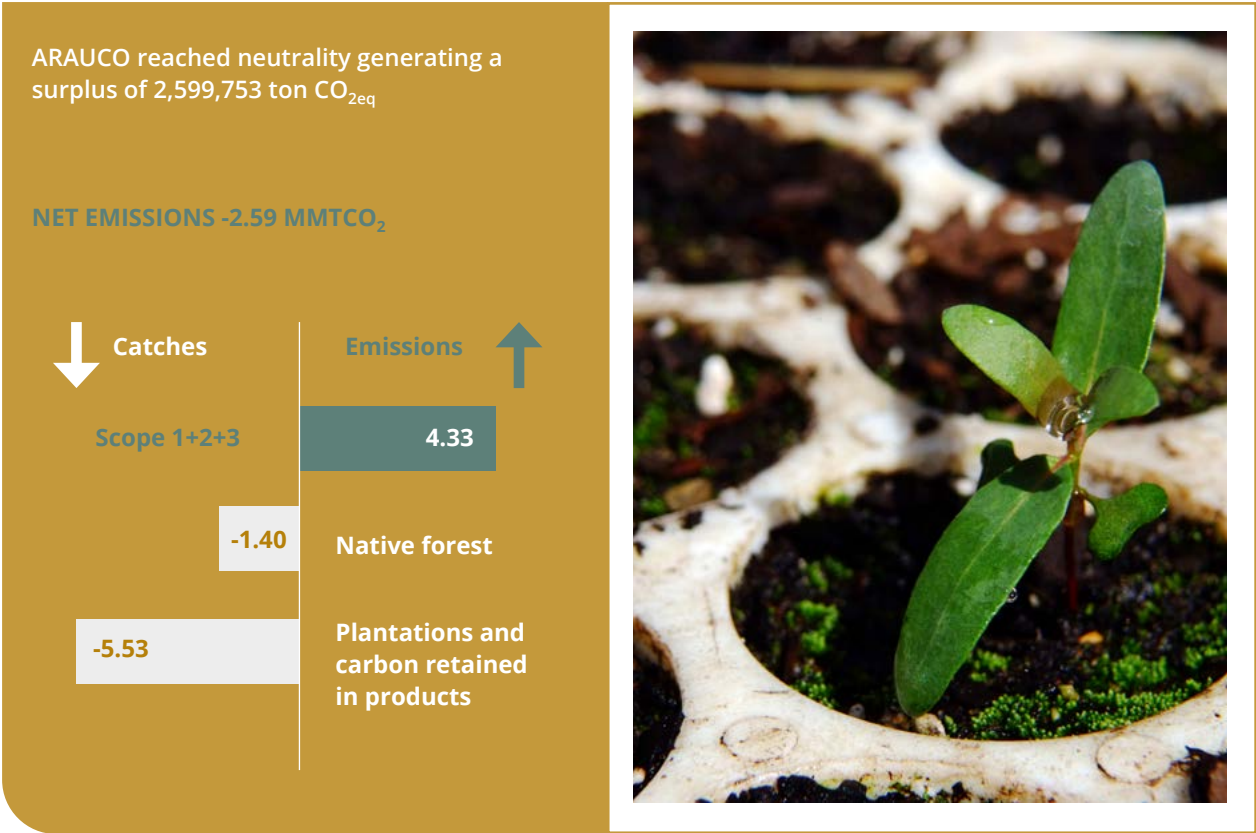 ARAUCO reached neutrality generating a
surplus of 2,599,753 ton CO2eq
NET EMISSIONS -2.59 MMTCO2
Catches
Emissions
Scope 1+2+3
4.33
-1.40
Native forest
-5.53
Plantations and
carbon retained
in products